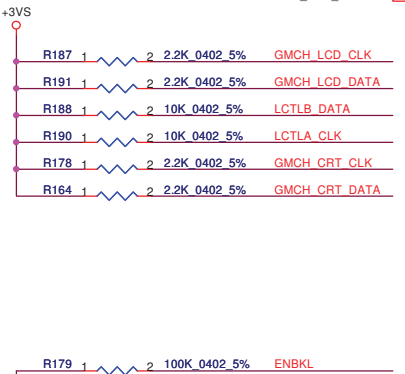 +3VS
R187 1 2 2.2K_0402_5% GMCH_LCD_CLK
R191 1 2 2.2K_0402_5% GMCH_LCD_DATA
R188 1 2 10K_0402_5% LCTLB_DATA
R190 1 2 10K_0402_5% LCTLA_CLK
R178 1 2 2.2K_0402_5% GMCH_CRT_CLK
R164 1 2 2.2K_0402_5% GMCH_CRT_DATA
R179 1 2 100K_0402_5% ENBKL